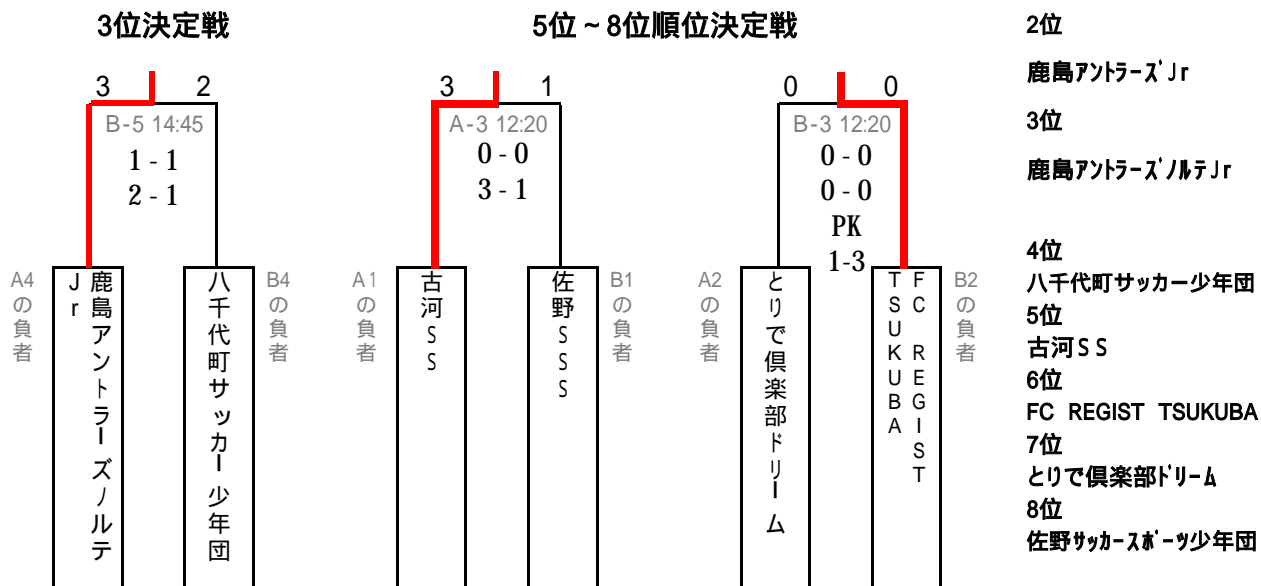 3位決定戦
3 2
B-5 14:45
1 - 1
2 - 1
A4の負者
鹿島アントラーズノルテ
Jr
八千代町サッカー少年団
B4の負者
5位~8位順位決定戦
3 1
A-3 12:20
0 - 0
3 - 1
A1の負者
古河SS
佐野SSS
B1の負者
0 0
B-3 12:20
0 - 0
0 - 0
PK
1-3
A2の負者
とりで倶楽部ドリーム
FC REGIST
TSUKUBA
B2の負者
2位
鹿島アントラーズJr
3位
鹿島アントラーズノルテJr
4位
八千代町サッカー少年団
5位
古河SS
6位
FC REGIST TSUKUBA
7位
とりで倶楽部ドリーム
8位
佐野サッカースポーツ少年団